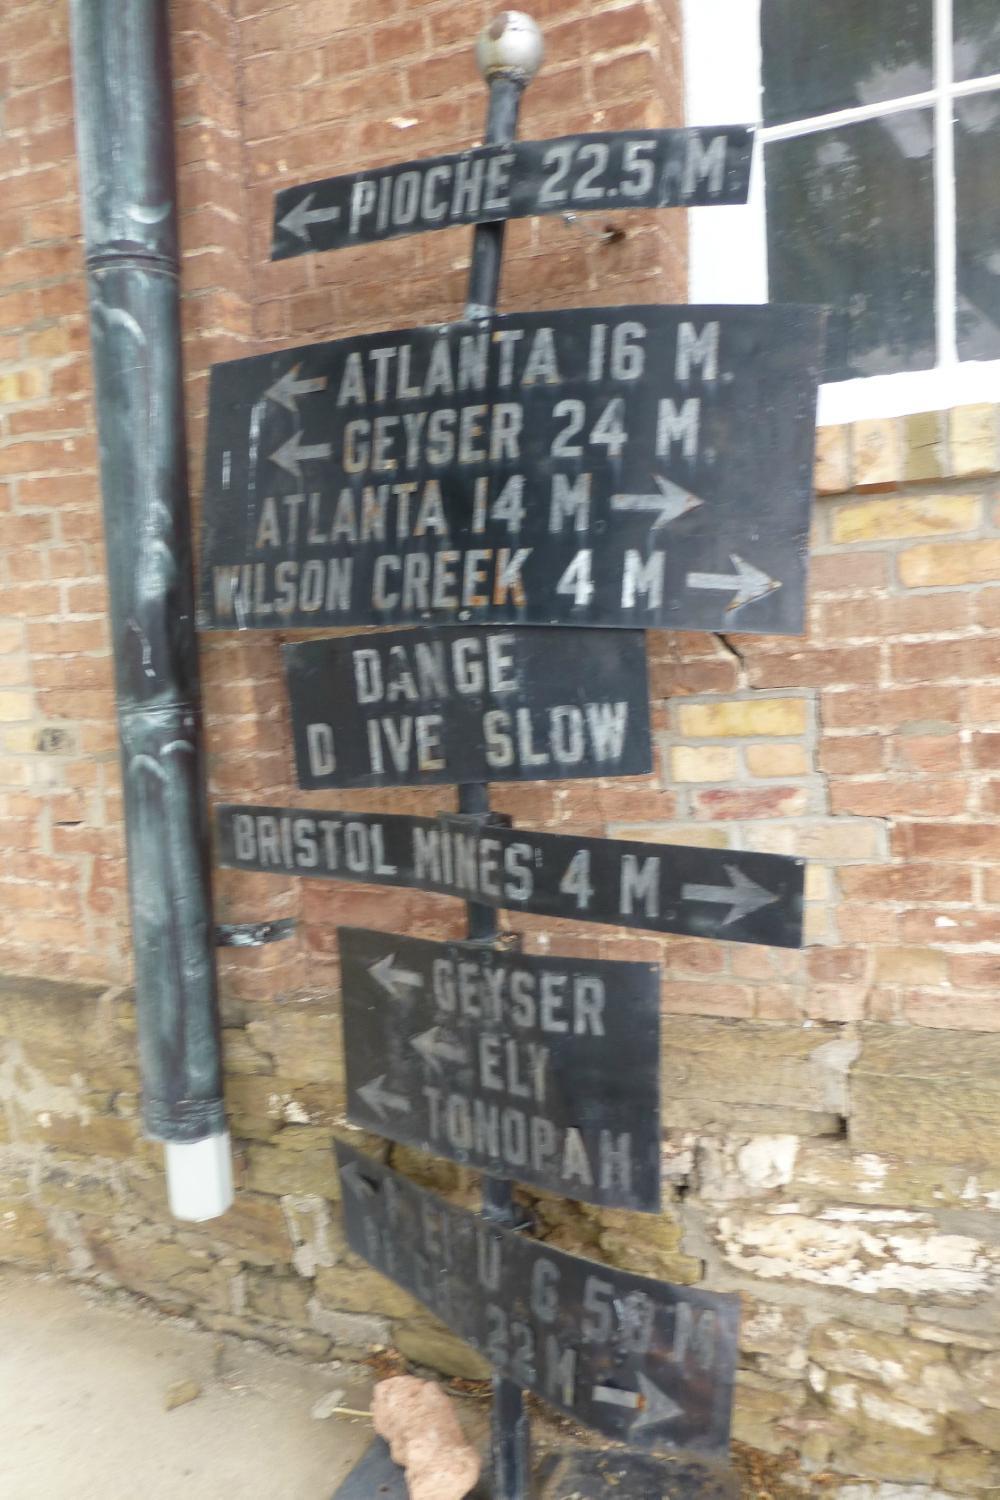 ← PIOCHE 22.5 M.
← ATLANTA 16 M.
← GEYSER 24 M.
ATLANTA 14 M →
WILSON CREEK 4 M →
DANGE
D IVE SLOW
BRISTOL MINES 4 M →
← GEYSER
← ELY
← TONOPAH
22 M →